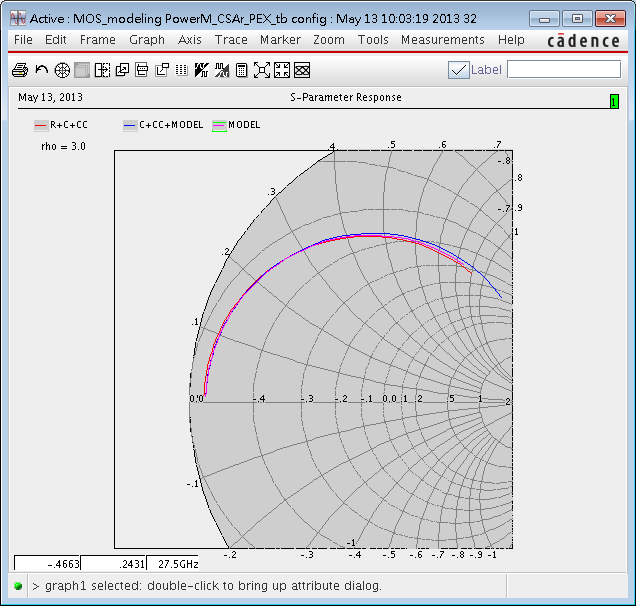 Active : MOS_modeling PowerM_CSAr_PEX_tb config : May 13 10:03:19 2013 32
File Edit Frame Graph Axis Trace Marker Zoom Tools Measurements Help cādence
Label
May 13, 2013 S-Parameter Response 1
R+C+CC C+CC+MODEL MODEL
rho = 3.0
.4 .5 .6 .7
-.8
.8
.3
-.7 .9
1
.2
.1
0.0 -.4 -.3 -.2 -.1 0.0 .1 .2 .5 1 2
-.1
-.1
-.2 -.3 -.4 -.5 -.6 -.7 -.8 -.9 -1
-.4663 .2431 27.5GHz
> graph1 selected: double-click to bring up attribute dialog.